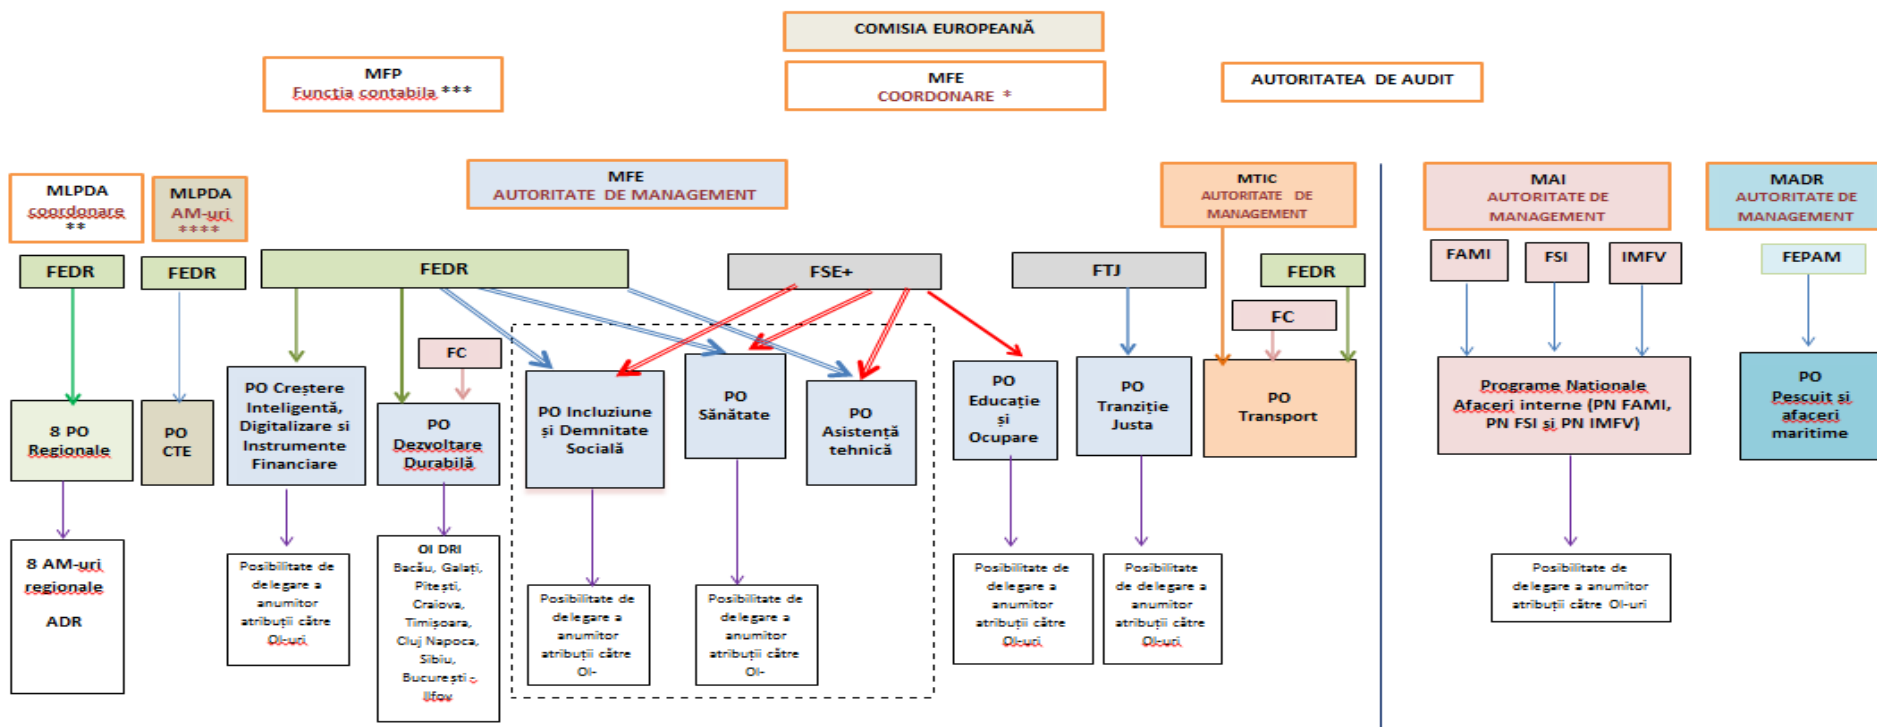 COMISIA EUROPEANĂ
MFP
Funcția contabila ***
MFE
COORDONARE *
AUTORITATEA DE AUDIT
MLPDA
coordonare
**
MLPDA
AM-uri
****
MFE
AUTORITATE DE MANAGEMENT
MTIC
AUTORITATE DE
MANAGEMENT
MAI
AUTORITATE DE
MANAGEMENT
MADR
AUTORITATE DE
MANAGEMENT
FEDR
FEDR
FEDR
FSE+
FTJ
FEDR
FAMI
FSI
IMFV
FEPAM
FC
FC
8 PO
Regionale
PO
CTE
PO Creștere
Inteligentă,
Digitalizare si
Instrumente
Financiare
PO
Dezvoltare
Durabilă
PO Incluziune
și Demnitate
Socială
PO
Sănătate
PO
Asistență
tehnică
PO
Educație
și
Ocupare
PO
Tranziție
Justa
PO
Transport
Programe Nationale
Afaceri interne (PN FAMI,
PN FSI și PN IMFV)
PO
Pescuit și
afaceri
maritime
8 AM-uri
regionale
ADR
Posibilitate de
delegare a
anumitor
atribuții către
OI-uri
OI DRI
Bacău, Galați,
Pitești,
Craiova,
Timișoara,
Cluj Napoca,
Sibiu,
București -
Ilfov
Posibilitate de
delegare a
anumitor
atribuții către
OI-
Posibilitate de
delegare a
anumitor
atribuții către
OI-
Posibilitate de
delegare a
anumitor
atribuții către
OI-uri
Posibilitate
de delegare a
anumitor
atribuții către
OI-uri
Posibilitate de
delegare a anumitor
atribuții către OI-uri